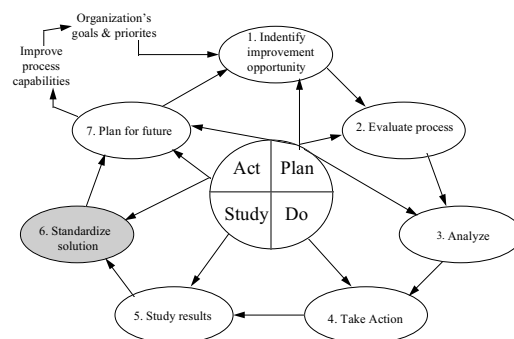 Organization's
goals & priorites
Improve
process
capabilities
1. Indentify
improvement
opportunity
7. Plan for future
2. Evaluate process
Act
Plan
Study
Do
6. Standardize
solution
3. Analyze
5. Study results
4. Take Action